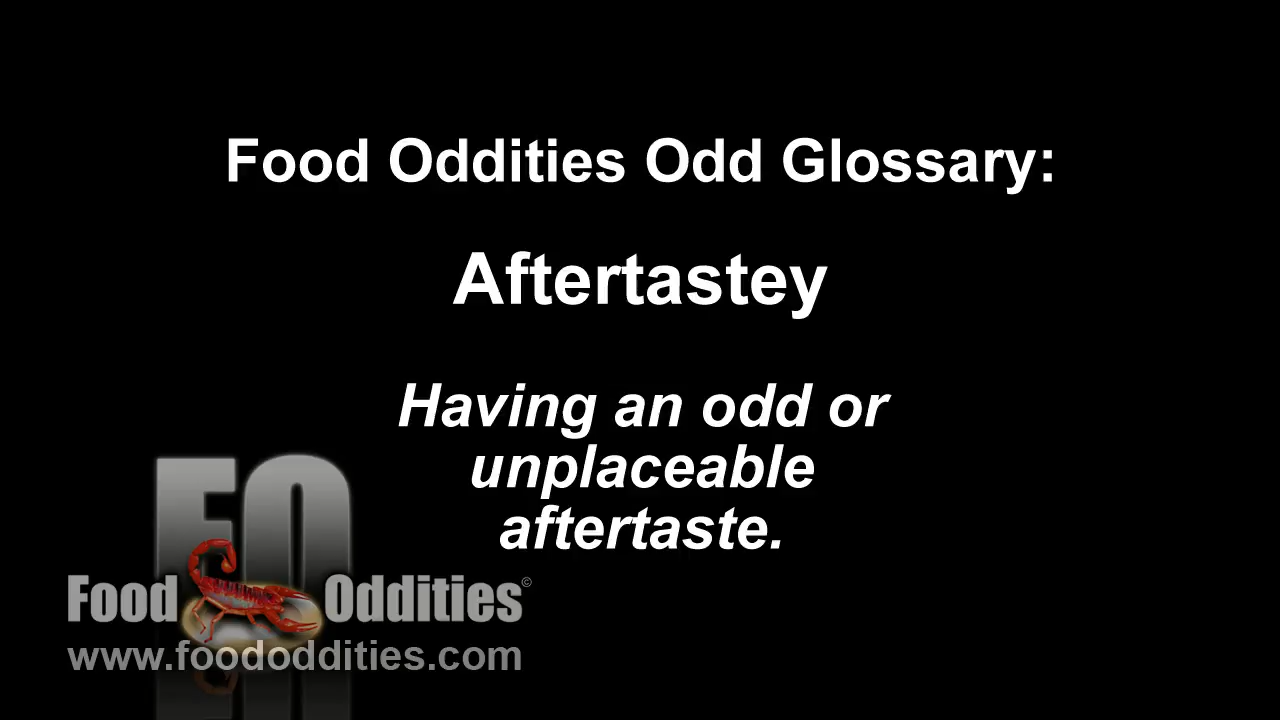 Food Oddities Odd Glossary:
Aftertastey
Having an odd or
unplaceable
aftertaste.
FO
Food Oddities©
www.foododdities.com